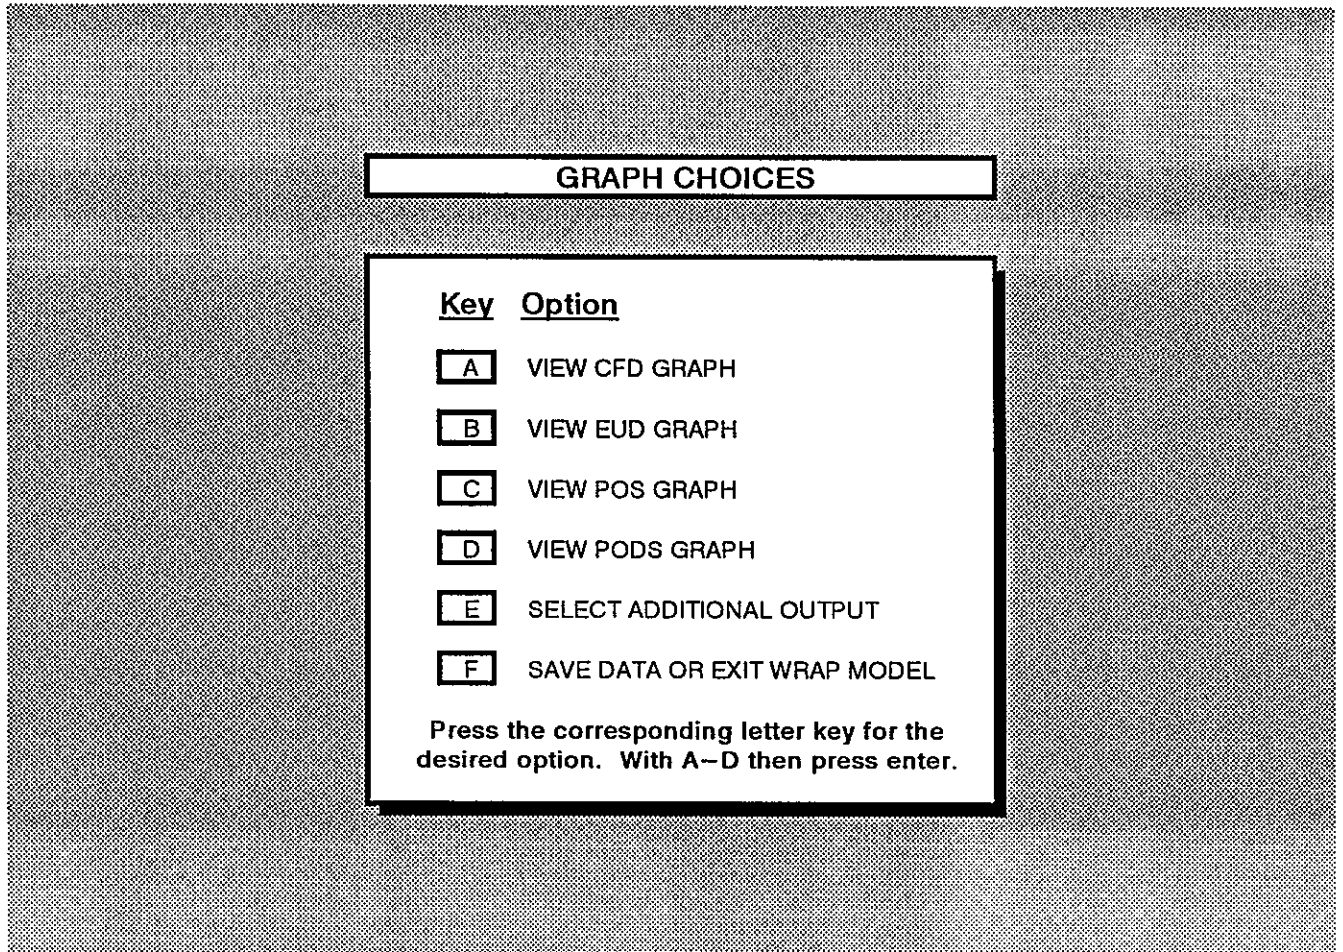 GRAPH CHOICES
Key Option
A VIEW CFD GRAPH
B VIEW EUD GRAPH
C VIEW POS GRAPH
D VIEW PODS GRAPH
E SELECT ADDITIONAL OUTPUT
F SAVE DATA OR EXIT WRAP MODEL
Press the corresponding letter key for the
desired option. With A–D then press enter.